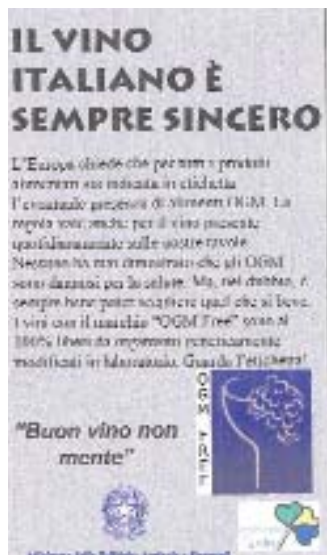 IL VINO
ITALIANO È
SEMPRE SINCERO
L'Europa chiede che per tutti i prodotti
alimentari sia indicata in etichetta
l'eventuale presenza di alimenti OGM. La
regola vale anche per il vino presente
quotidianamente sulle nostre tavole.
Nessuno ha mai dimostrato che gli OGM
sono dannosi per la salute. Ma, nel dubbio, è
sempre bene poter scegliere quel che si beve.
I vini con il marchio "OGM Free" sono al
100% liberi da organismi geneticamente
modificati in laboratorio. Guarda l'etichetta!
OGM FREE
"Buon vino non
mente"